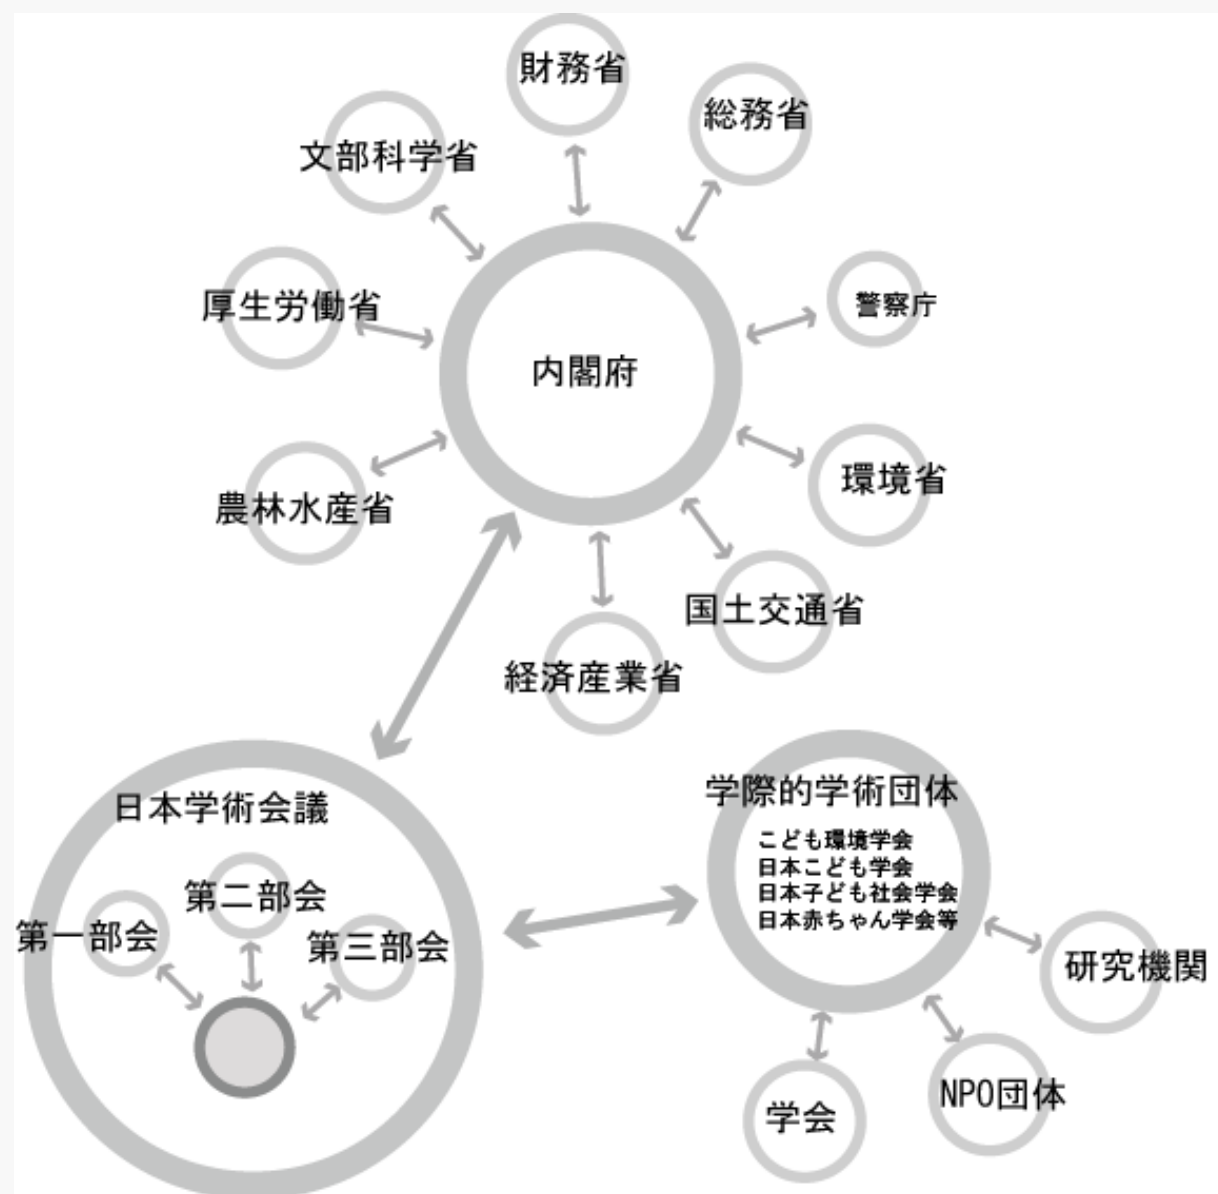 財務省
総務省
文部科学省
厚生労働省
警察庁
内閣府
環境省
農林水産省
国土交通省
経済産業省
日本学術会議
第一部会
第二部会
第三部会
学際的学術団体
こども環境学会
日本こども学会
日本子ども社会学会
日本赤ちゃん学会等
研究機関
NPO団体
学会